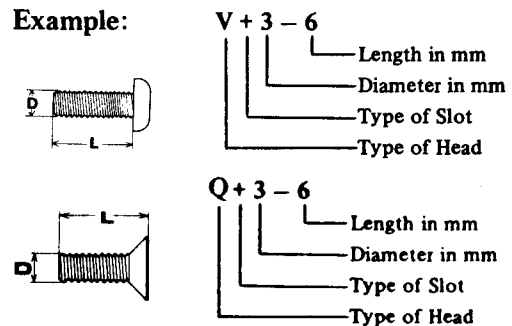 Example:
V + 3 – 6
Length in mm
Diameter in mm
Type of Slot
Type of Head
D
L
Q + 3 – 6
Length in mm
Diameter in mm
Type of Slot
Type of Head
L
D